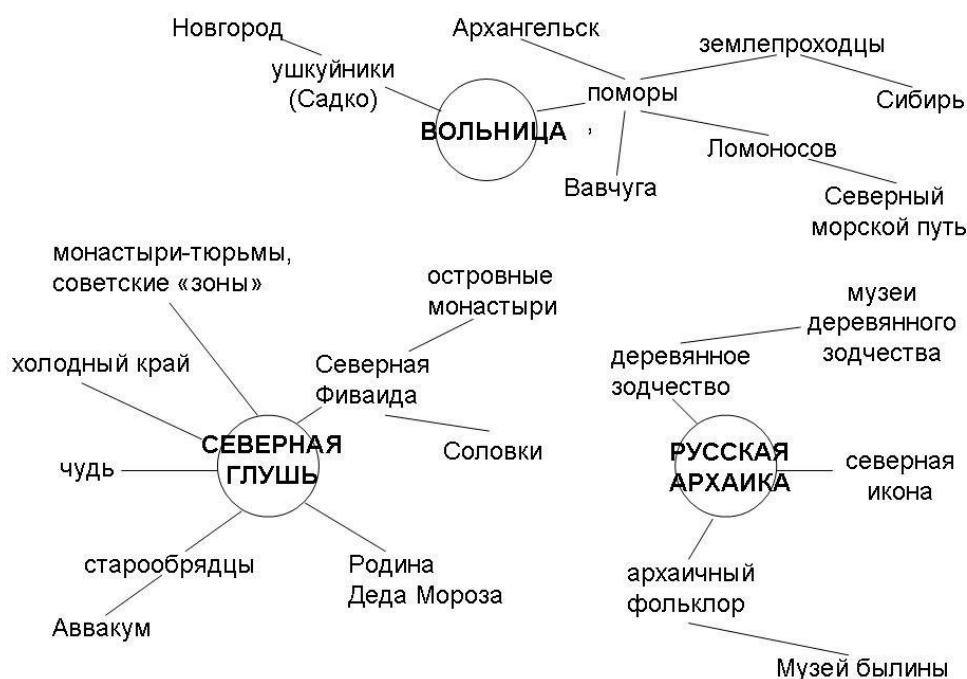 Новгород
ушкуйники
(Садко)
ВОЛЬНИЦА ,
Архангельск
поморы
землепроходцы
Сибирь
Ломоносов
Северный
морской путь
Вавчуга
монастыри-тюрьмы,
советские «зоны»
холодный край
чудь
СЕВЕРНАЯ
ГЛУШЬ
островные
монастыри
Северная
Фиваида
Соловки
старообрядцы
Аввакум
Родина
Деда Мороза
музеи
деревянного
зодчества
деревянное
зодчество
РУССКАЯ
АРХАИКА
северная
икона
архаичный
фольклор
Музей былины